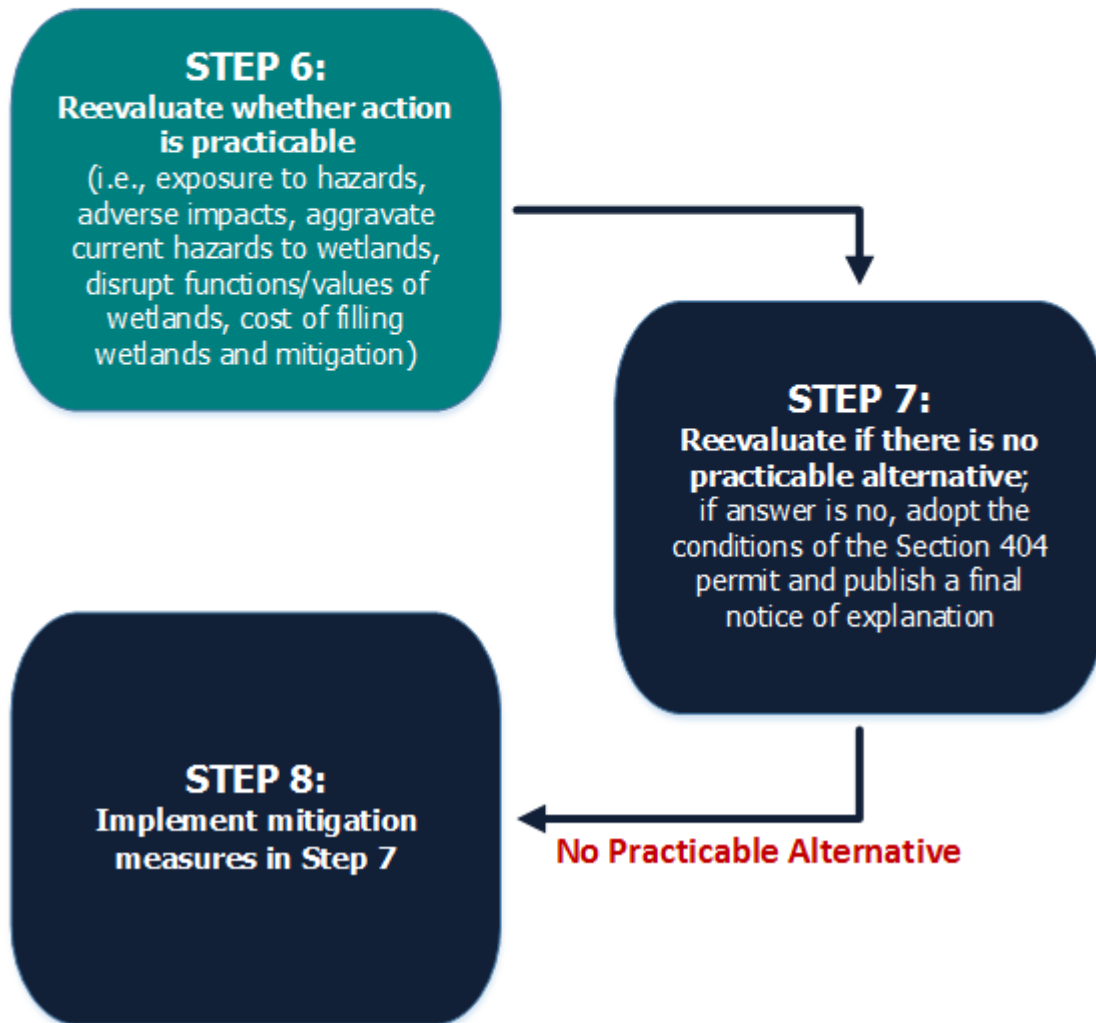 STEP 6:
Reevaluate whether action
is practicable
(i.e., exposure to hazards,
adverse impacts, aggravate
current hazards to wetlands,
disrupt functions/values of
wetlands, cost of filling
wetlands and mitigation)
STEP 7:
Reevaluate if there is no
practicable alternative;
if answer is no, adopt the
conditions of the Section 404
permit and publish a final
notice of explanation
STEP 8:
Implement mitigation
measures in Step 7
No Practicable Alternative